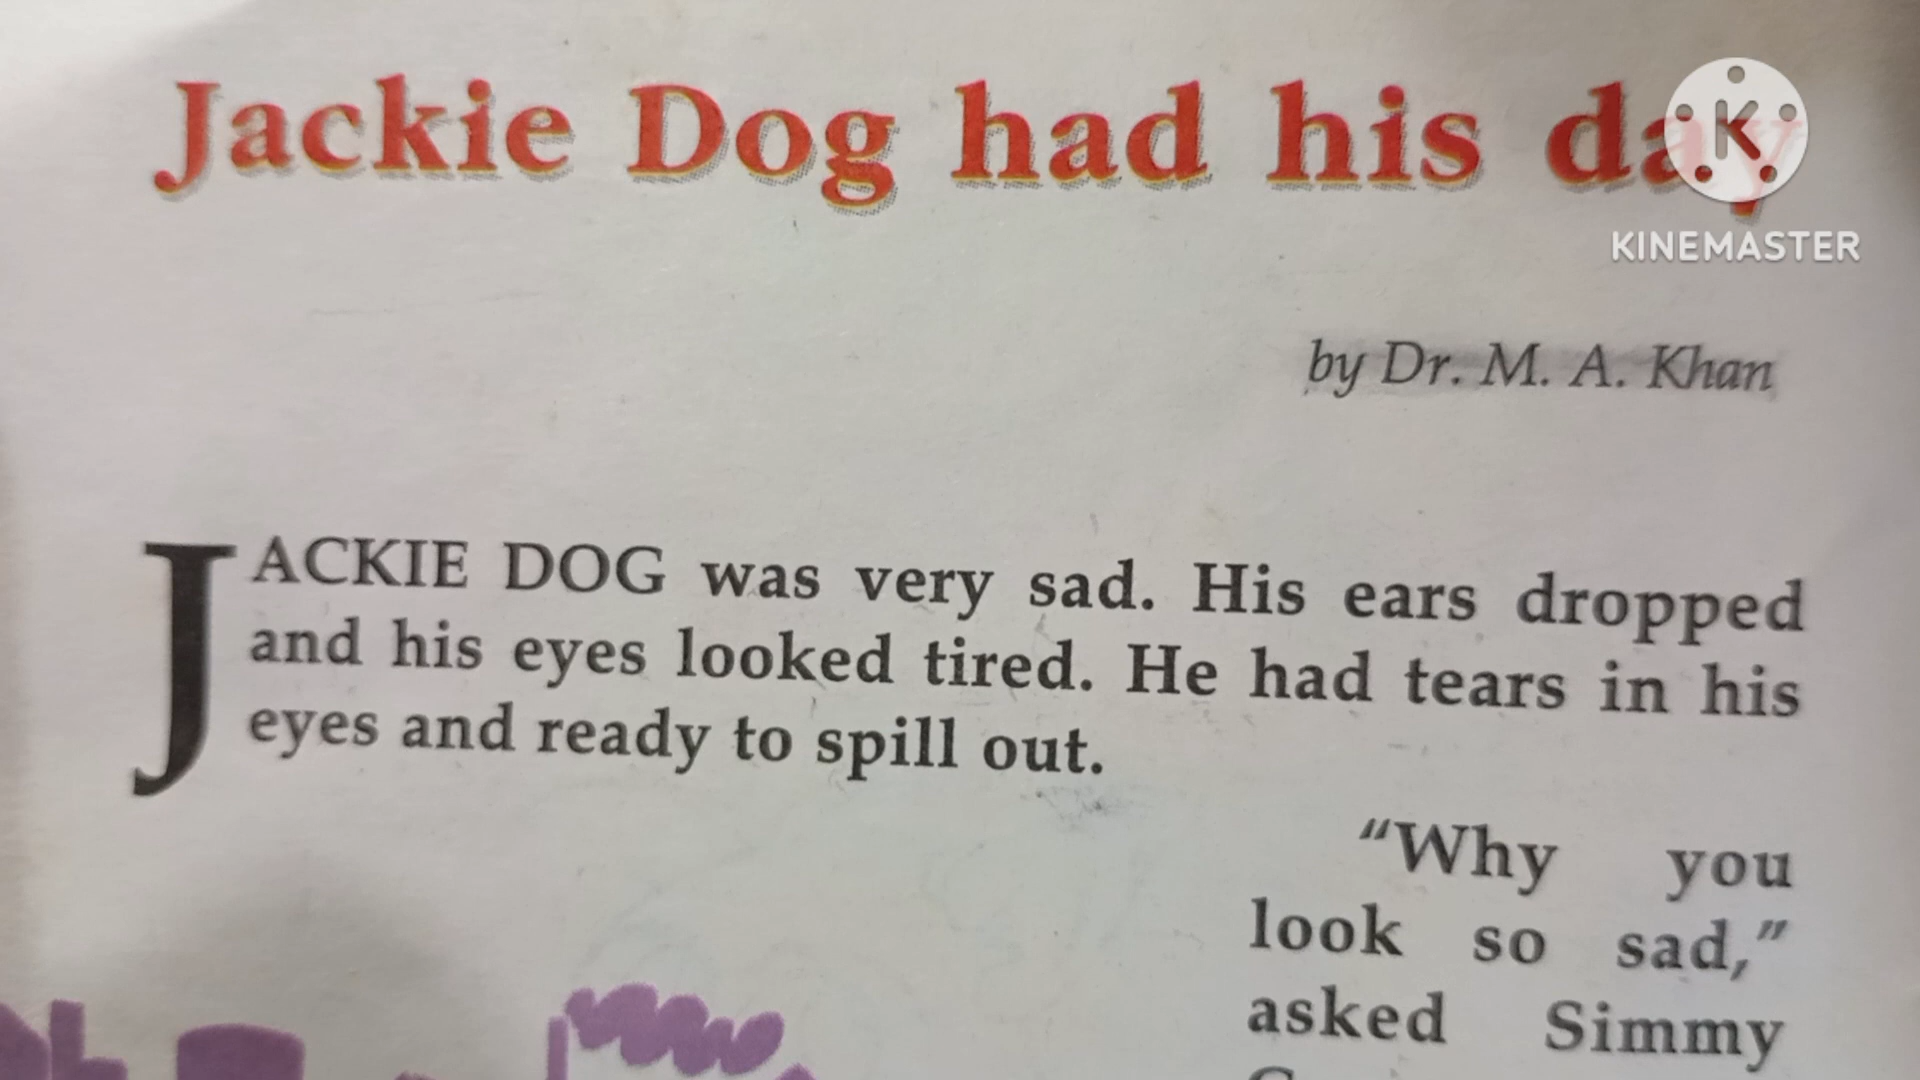 Jackie Dog had his day
K
KINEMASTER
by Dr. M. A. Khan
JACKIE DOG was very sad. His ears dropped
and his eyes looked tired. He had tears in his
eyes and ready to spill out.
"Why you
look so sad,"
asked Simmy